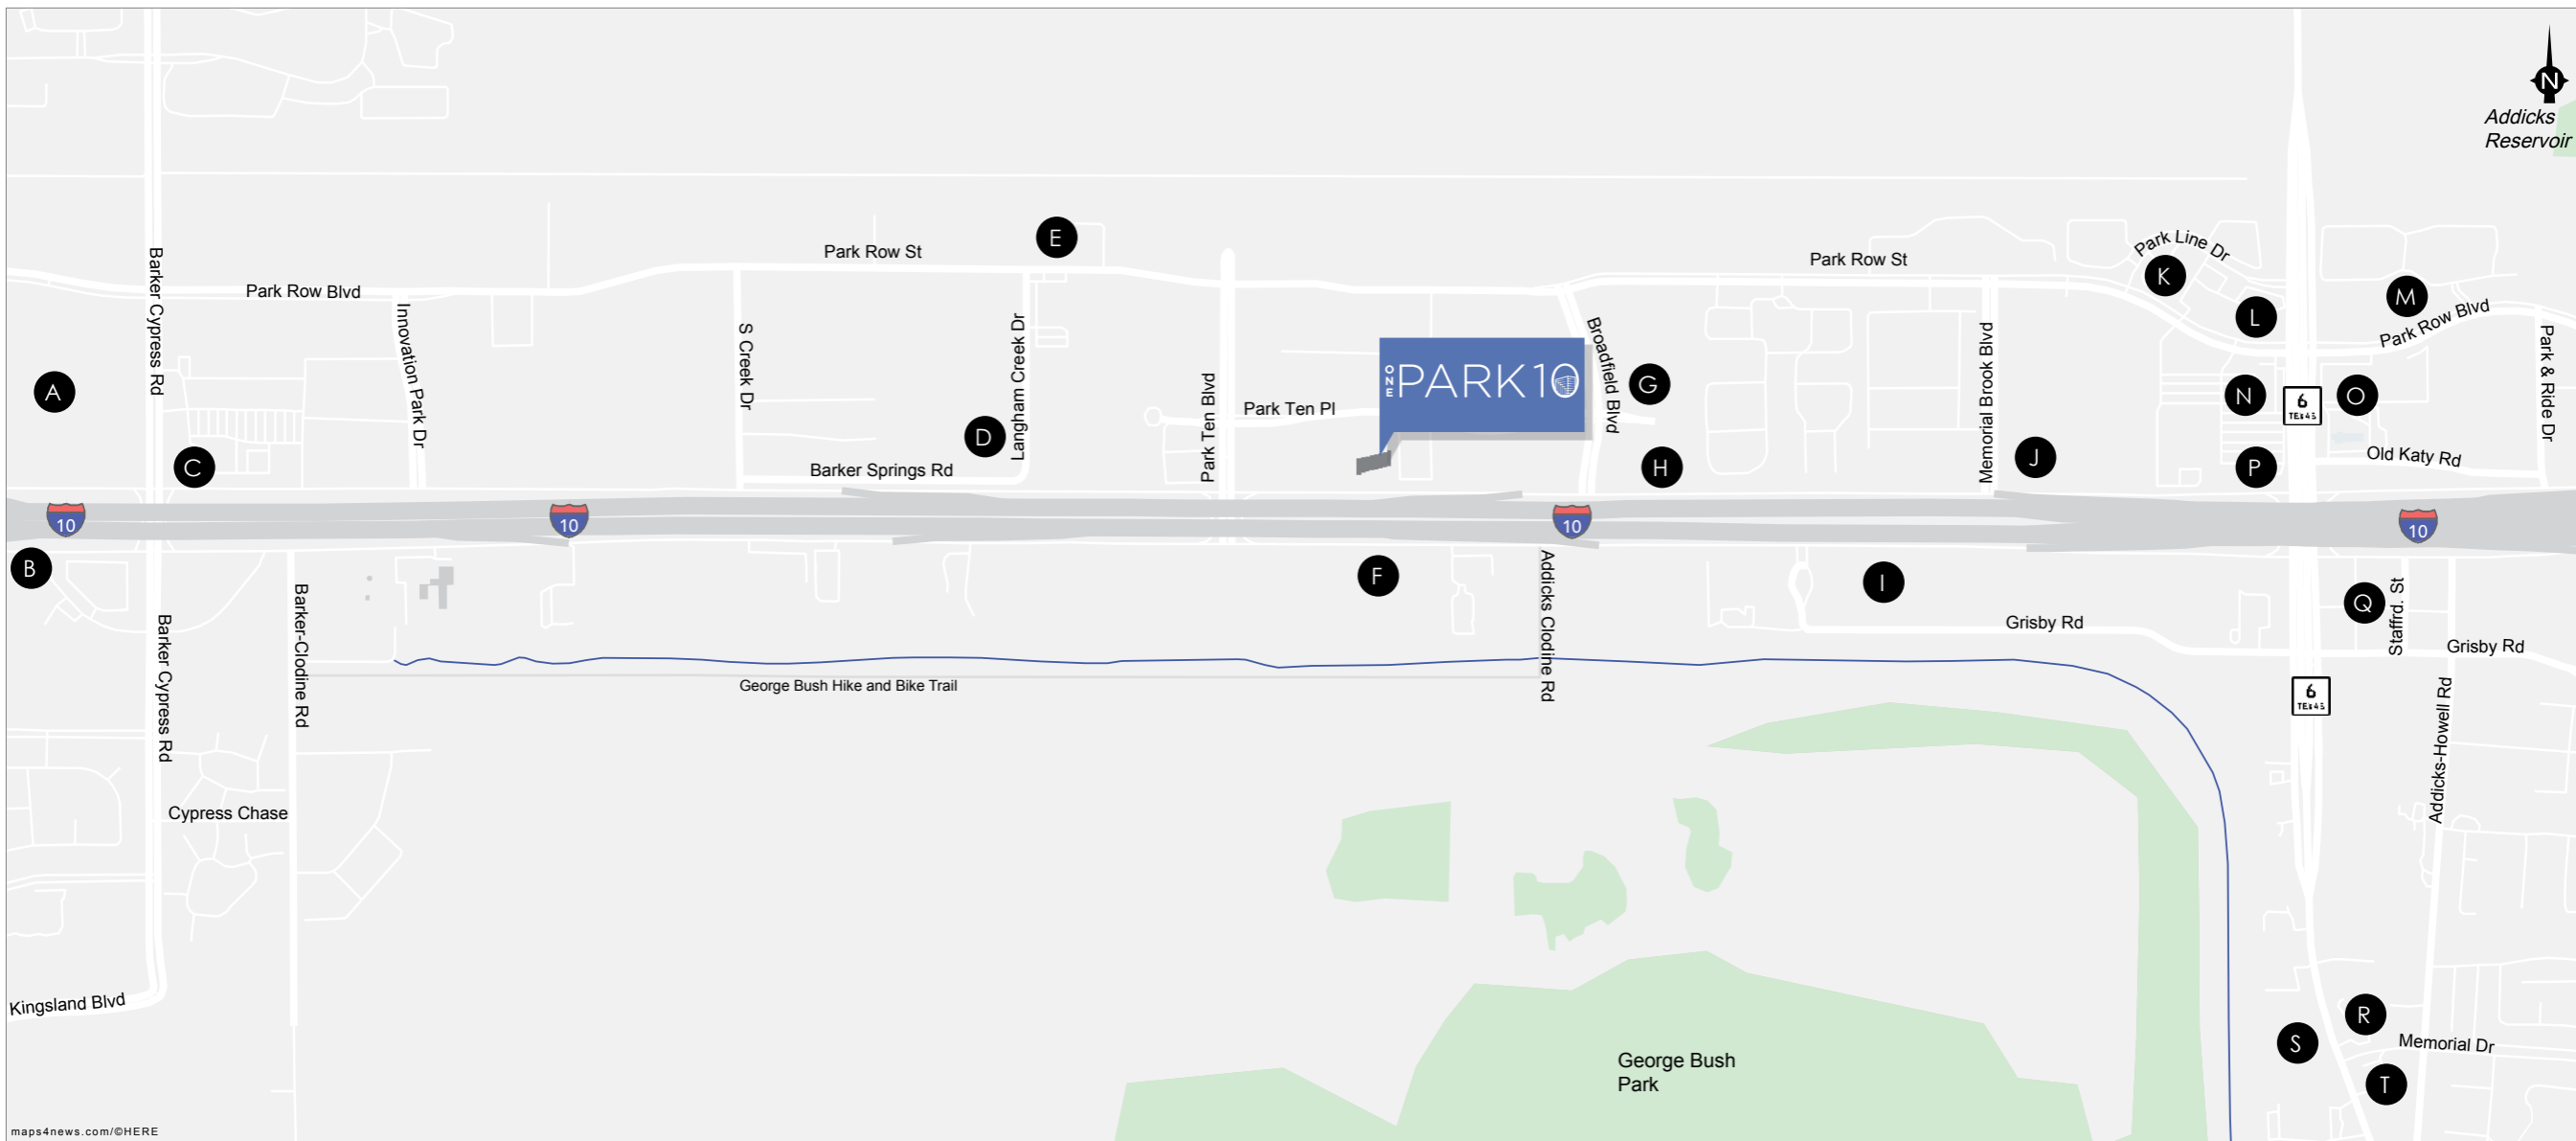 N
Addicks
Reservoir
Park Line Dr
E
Park Row St
Park Row St
K
Barker Cypress Rd
Park Row Blvd
M
L
Park Row Blvd
Innovation Park Dr
S Creek Dr
Langham Creek Dr
Park Ten Blvd
Park Ten Pl
ONE PARK10
Broadfield Blvd
G
Memorial Brook Blvd
Park & Ride Dr
A
N
6
TEXAS
O
D
C
Barker Springs Rd
H
J
P
Old Katy Rd
10
10
10
10
B
F
I
Q
Barker Cypress Rd
Barker-Clodine Rd
Addicks Clodine Rd
Grisby Rd
Staffrd. St
Grisby Rd
George Bush Hike and Bike Trail
6
TEXAS
Addicks-Howell Rd
Cypress Chase
Kingsland Blvd
R
S
Memorial Dr
George Bush
Park
T
maps4news.com/©HERE